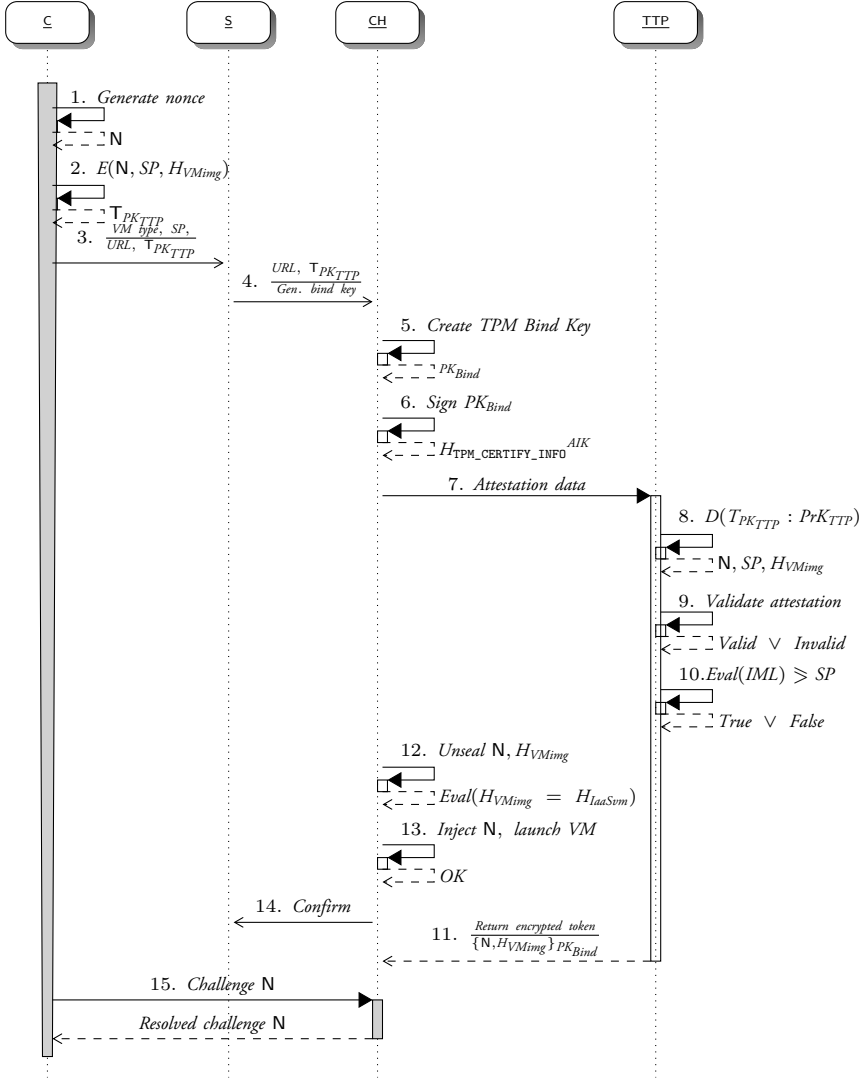 C S CH TTP
1. Generate nonce
N
2. E(N, SP, H_VMimg)
T_PK_TTP
3. VM type, SP,
URL, T_PK_TTP
4. URL, T_PK_TTP
Gen. bind key
5. Create TPM Bind Key
PK_Bind
6. Sign PK_Bind
H_TPM_CERTIFY_INFO^AIK
7. Attestation data
8. D(T_PK_TTP : PrK_TTP)
N, SP, H_VMimg
9. Validate attestation
Valid ∨ Invalid
10.Eval(IML) ⩾ SP
True ∨ False
12. Unseal N, H_VMimg
Eval(H_VMimg = H_IaaSvm)
13. Inject N, launch VM
OK
14. Confirm
11. Return encrypted token
{N,H_VMimg}PK_Bind
15. Challenge N
Resolved challenge N